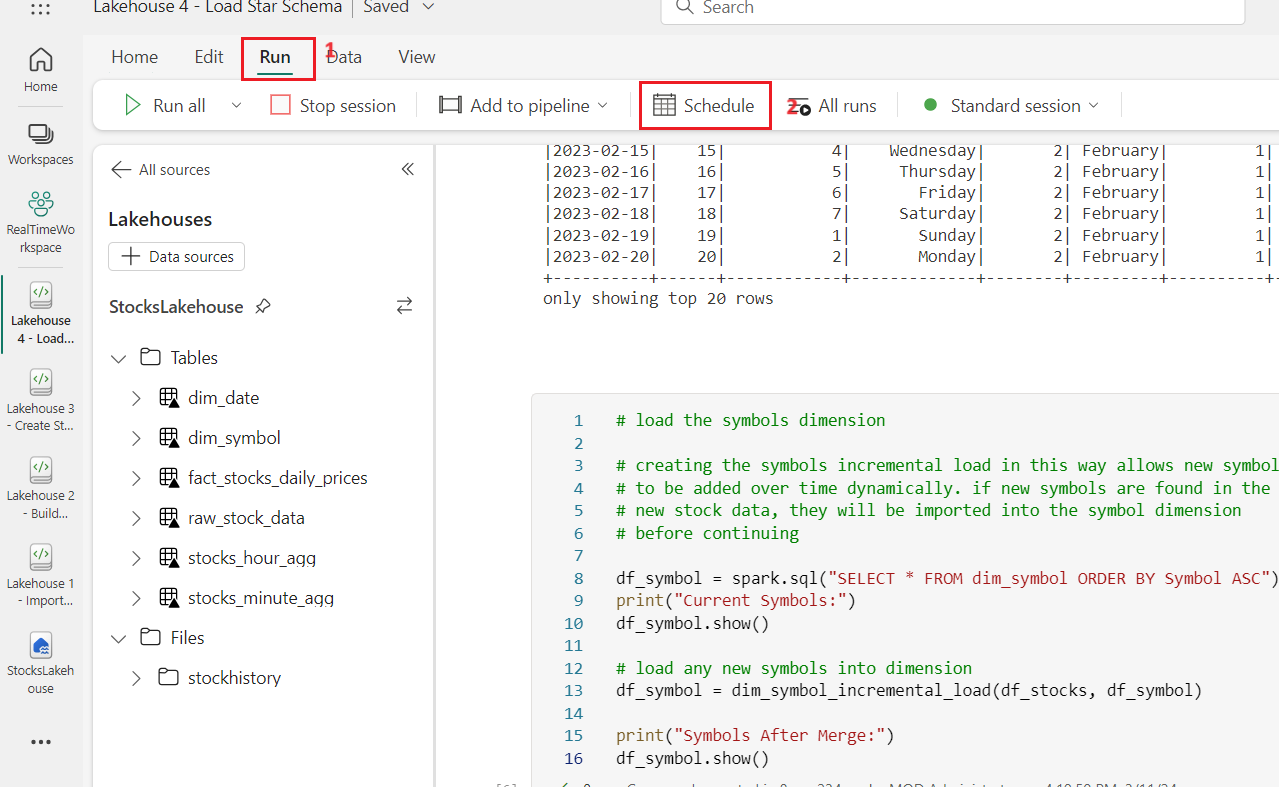 Lakehouse 4 - Load Star Schema | Saved
Search
Home Edit Run 1 Data View
Run all Stop session Add to pipeline Schedule 2 All runs Standard session
Home
Workspaces
RealTimeWo
rkspace
Lakehouse
4 - Load...
Lakehouse 3
- Create St...
Lakehouse 2
- Build...
Lakehouse 1
- Import...
StocksLakeh
ouse
All sources
Lakehouses
Data sources
StocksLakehouse
Tables
dim_date
dim_symbol
fact_stocks_daily_prices
raw_stock_data
stocks_hour_agg
stocks_minute_agg
Files
stockhistory
|2023-02-15| 15| 4| Wednesday| 2| February| 1|
|2023-02-16| 16| 5| Thursday| 2| February| 1|
|2023-02-17| 17| 6| Friday| 2| February| 1|
|2023-02-18| 18| 7| Saturday| 2| February| 1|
|2023-02-19| 19| 1| Sunday| 2| February| 1|
|2023-02-20| 20| 2| Monday| 2| February| 1|
+----------+------+------------+-------------+--------+---------+----------+-
only showing top 20 rows
1 # load the symbols dimension
2
3 # creating the symbols incremental load in this way allows new symbol
4 # to be added over time dynamically. if new symbols are found in the
5 # new stock data, they will be imported into the symbol dimension
6 # before continuing
7
8 df_symbol = spark.sql("SELECT * FROM dim_symbol ORDER BY Symbol ASC")
9 print("Current Symbols:")
10 df_symbol.show()
11
12 # load any new symbols into dimension
13 df_symbol = dim_symbol_incremental_load(df_stocks, df_symbol)
14
15 print("Symbols After Merge:")
16 df_symbol.show()